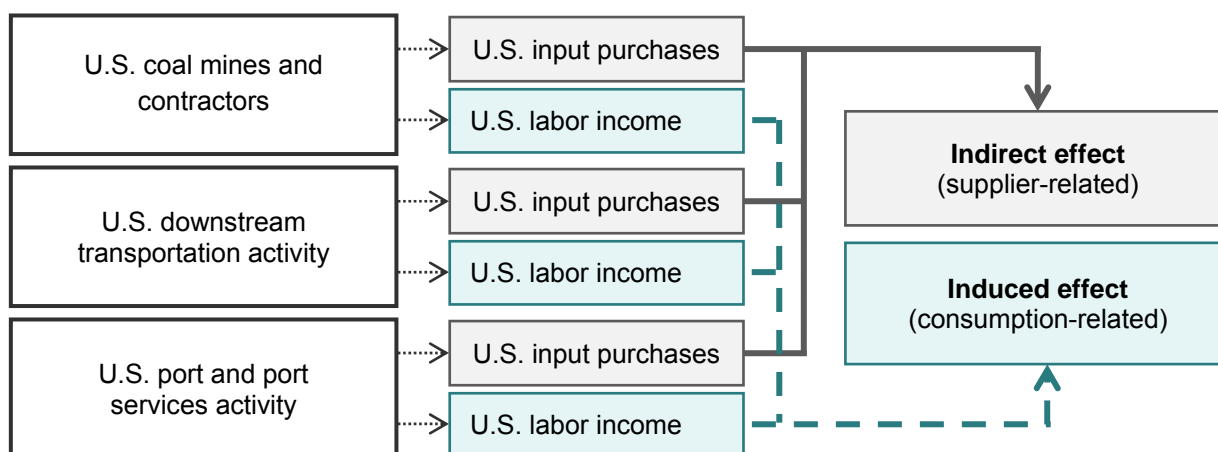 U.S. coal mines and
contractors
U.S. input purchases
U.S. labor income
U.S. downstream
transportation activity
U.S. input purchases
U.S. labor income
U.S. port and port
services activity
U.S. input purchases
U.S. labor income
Indirect effect
(supplier-related)
Induced effect
(consumption-related)